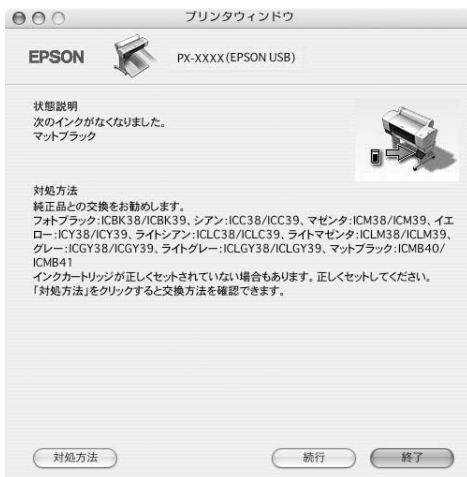 プリンタウィンドウ
EPSON
PX-XXXX(EPSON USB)
状態説明
次のインクがなくなりました。
マットブラック
対処方法
純正品との交換をお勧めします。
フォトブラック:ICBK38/ICBK39、シアン:ICC38/ICC39、マゼンタ:ICM38/ICM39、イエ
ロー:ICY38/ICY39、ライトシアン:ICLC38/ICLC39、ライトマゼンタ:ICLM38/ICLM39、
グレー:ICGY38/ICGY39、ライトグレー:ICLGY38/ICLGY39、マットブラック:ICMB40/
ICMB41
インクカートリッジが正しくセットされていない場合もあります。正しくセットしてください。
「対処方法」をクリックすると交換方法を確認できます。
対処方法
続行
終了